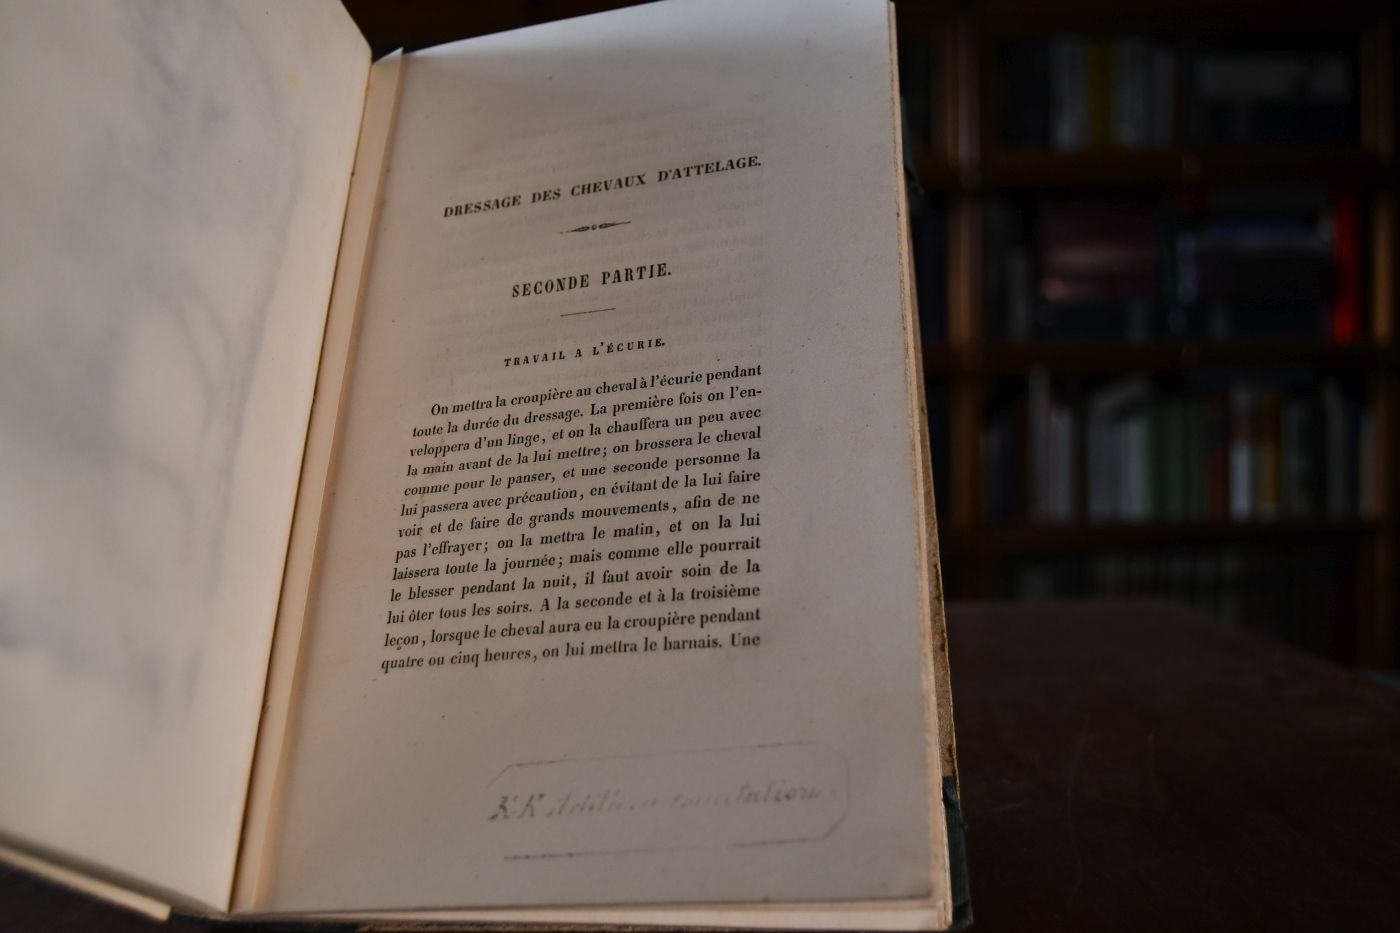 DRESSAGE DES CHEVAUX D'ATTELAGE.
SECONDE PARTIE.
TRAVAIL A L'ÉCURIE.
On mettra la croupière au cheval à l'écurie pendant
toute la durée du dressage. La première fois on l'en-
veloppera d'un linge, et on la chauffera un peu avec
la main avant de la lui mettre; on brossera le cheval
comme pour le panser, et une seconde personne la
lui passera avec précaution, en évitant de la lui faire
voir et de faire de grands mouvements, afin de ne
pas l'effrayer; on la mettra le matin, et on la lui
laissera toute la journée; mais comme elle pourrait
le blesser pendant la nuit, il faut avoir soin de la
lui ôter tous les soirs. A la seconde et à la troisième
leçon, lorsque le cheval aura eu la croupière pendant
quatre ou cinq heures, on lui mettra le harnais. Une
K.K.